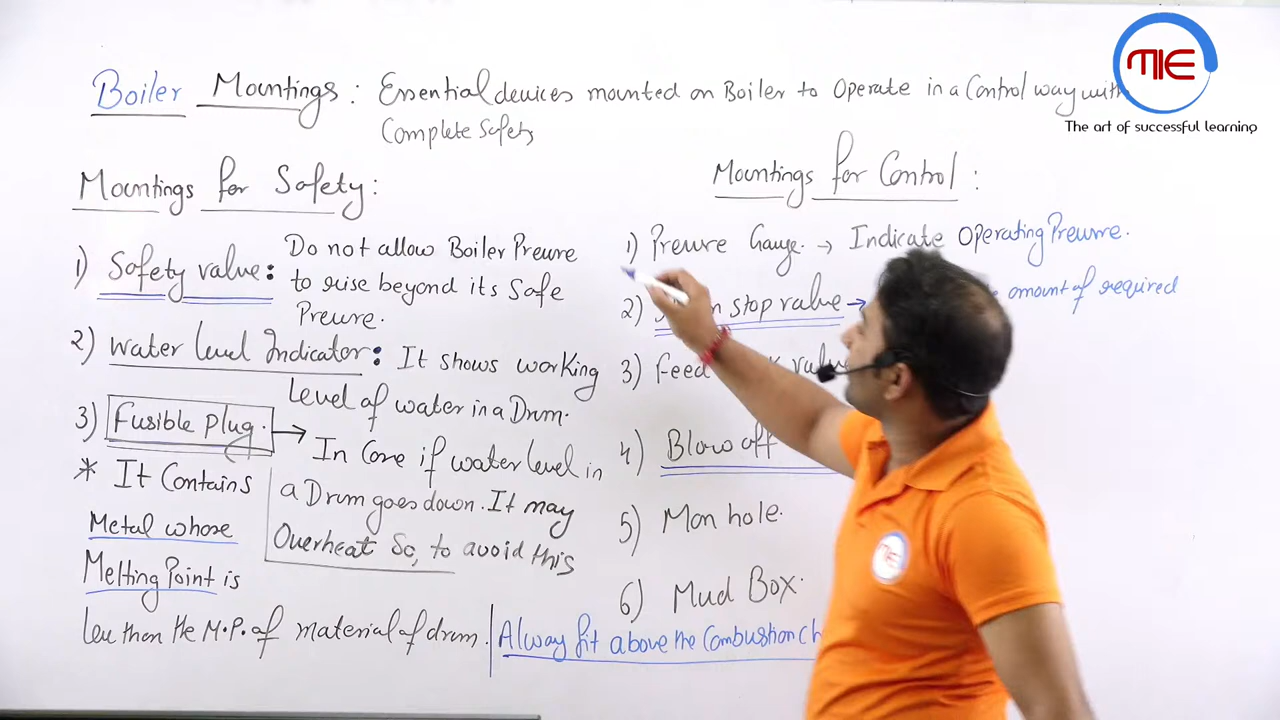 Boiler Mountings : Essential devices mounted on Boiler to Operate in a Control way with
Complete Safety
MIE
The art of successful learning
Mountings for Safety :
1) Safety value : Do not allow Boiler Pressure
to rise beyond its Safe
Pressure.
2) Water level Indicator : It shows working
Level of water in a Drum.
3) Fusible plug. → In Case if water level in
a Drum goes down. It may
Overheat So, to avoid this
* It Contains
Metal whose
Melting Point is
Less then the M.P. of material of drum.
Alway fit above the Combustion Ch
Mountings for Control :
1) Pressure Gauge. → Indicate Operating Pressure.
2) stop value → amount of required
3) Feed value
4) Blow off
5) Man hole.
6) Mud Box.
MIE